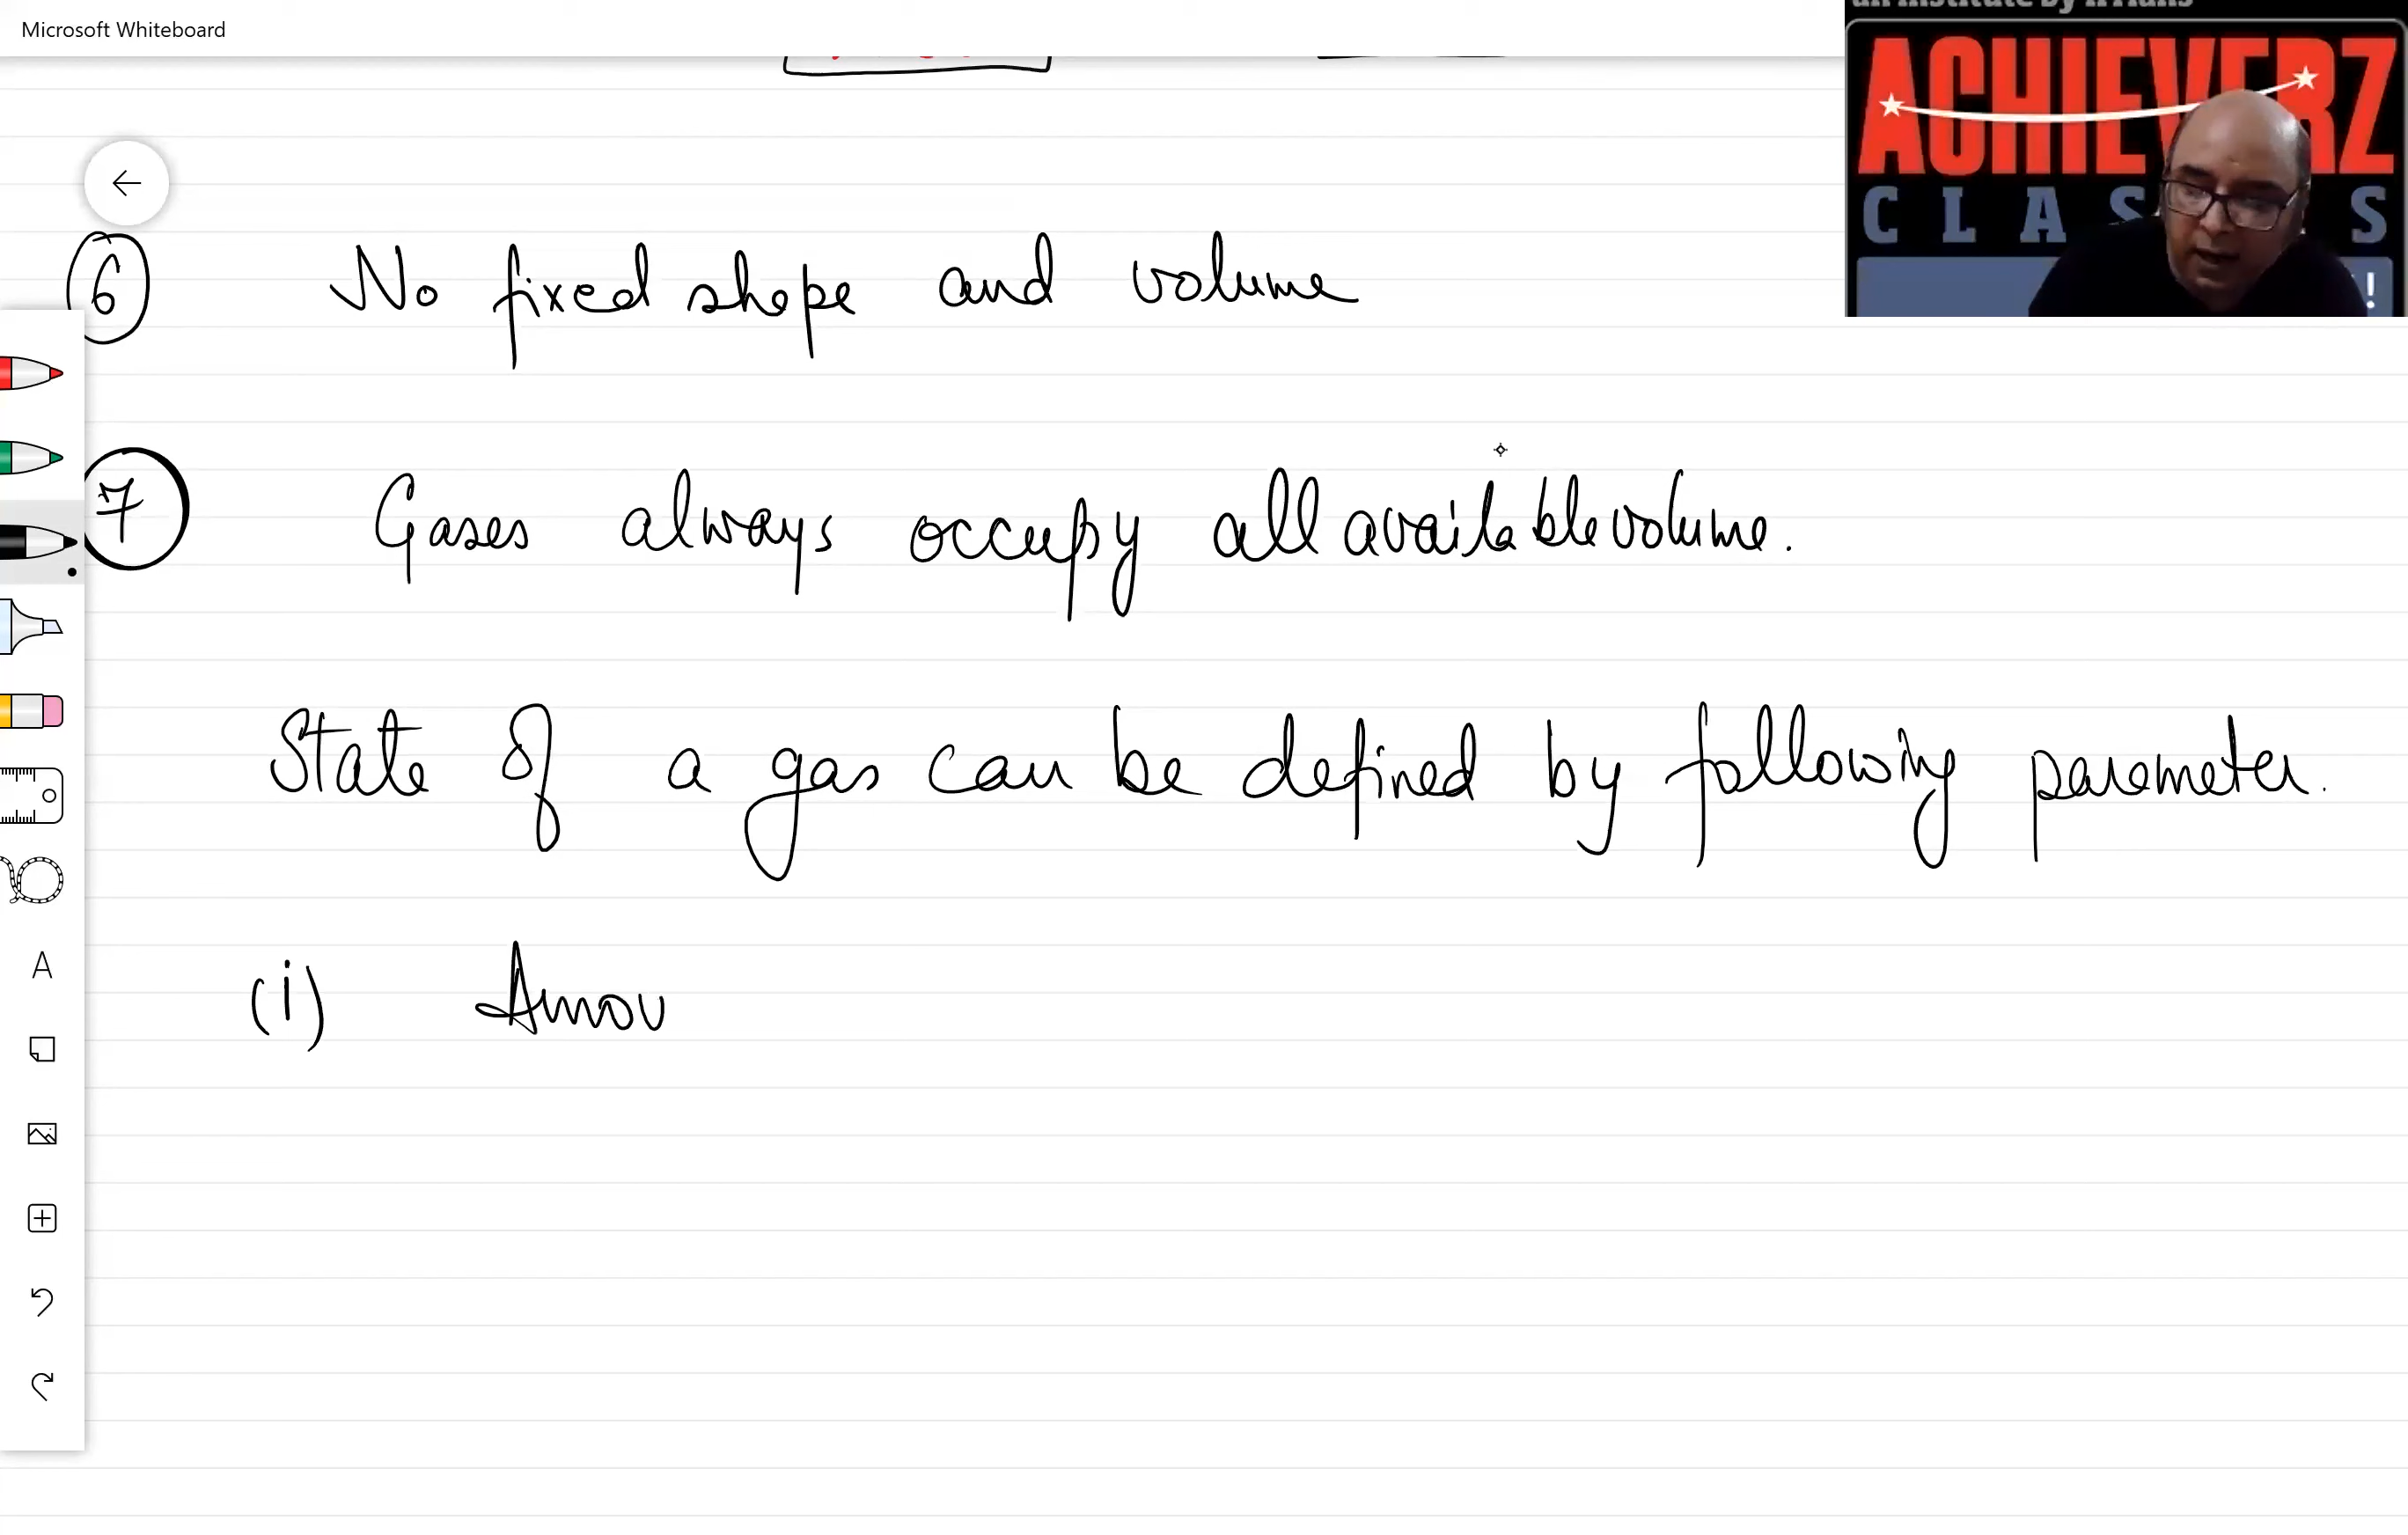 Microsoft Whiteboard
ACHIEVERZ
CLASSES
!
6 No fixed shape and volume
7 Gases always occupy all available volume.
State of a gas can be defined by following parameter.
(i) Amou
A